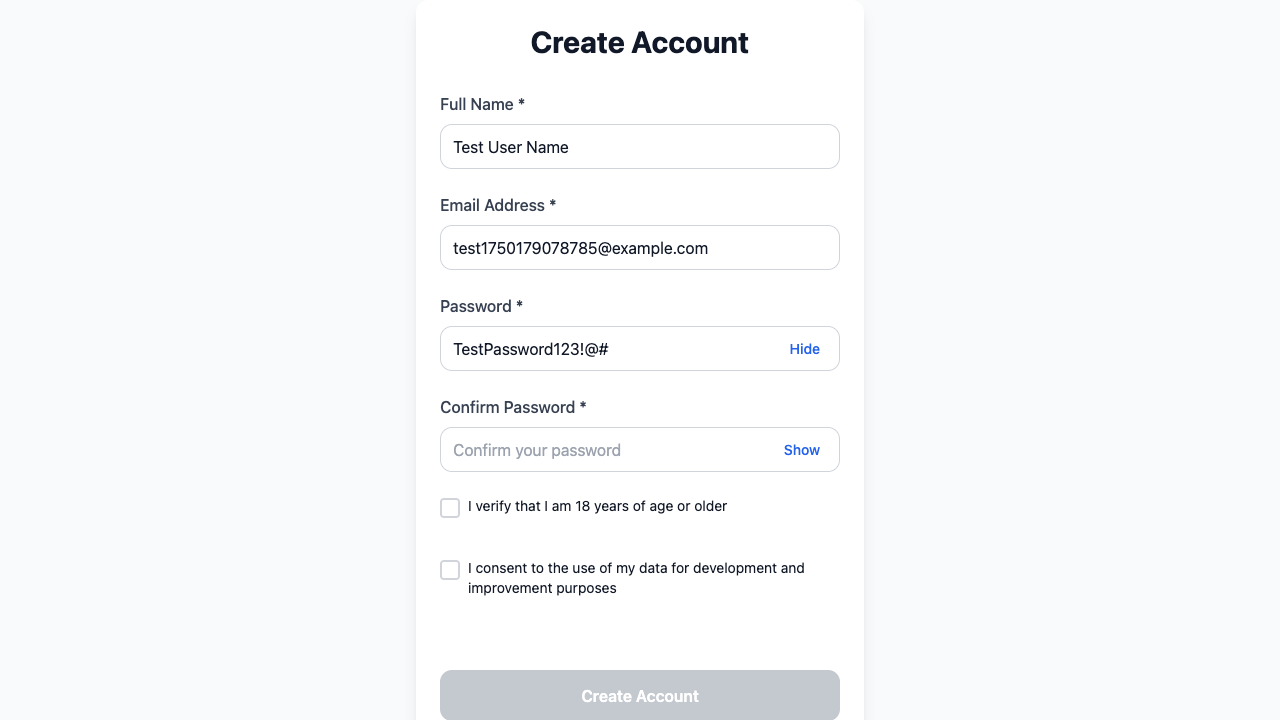 Create Account
Full Name *
Test User Name
Email Address *
test1750179078785@example.com
Password *
TestPassword123!@#
Hide
Confirm Password *
Confirm your password
Show
I verify that I am 18 years of age or older
I consent to the use of my data for development and
improvement purposes
Create Account